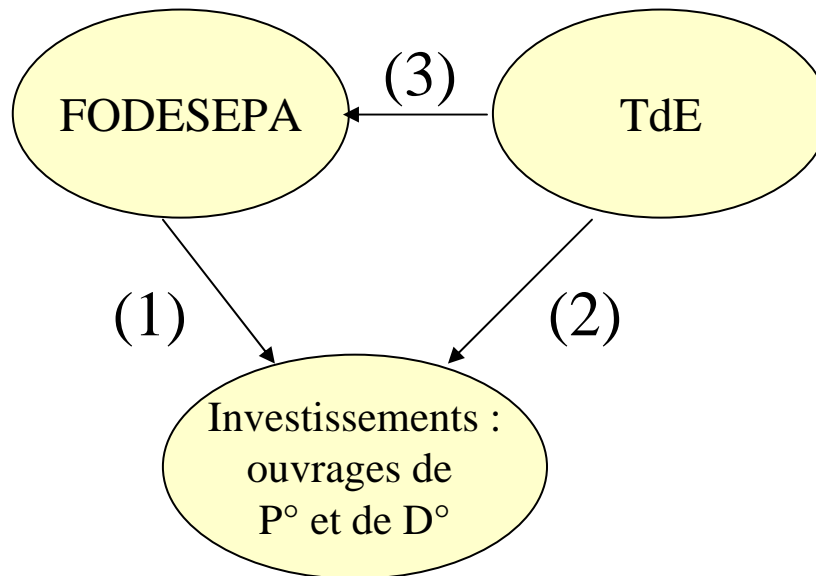 FODESEPA
(3)
TdE
(1)
(2)
Investissements :
ouvrages de
P° et de D°